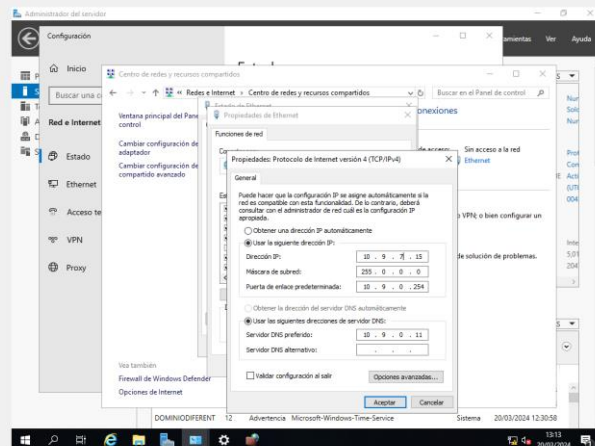 Administrador del servidor
Configuración
Inicio
Buscar una c
Red e Internet
Estado
Ethernet
Acceso te
VPN
Proxy
Ver
Ayuda
Centro de redes y recursos compartidos
Redes e Internet > Centro de redes y recursos compartidos
Buscar en el Panel de control
Ventana principal del Pane
control
Cambiar configuración de
adaptador
Cambiar configuración de
compartido avanzado
Vea también
Firewall de Windows Defender
Opciones de Internet
Estado de Ethernet
Propiedades de Ethernet
Funciones de red
onexiones
de acceso:
Sin acceso a la red
Ethernet
o VPN; o bien configurar un
de solución de problemas.
Propiedades: Protocolo de Internet versión 4 (TCP/IPv4)
General
Puede hacer que la configuración IP se asigne automáticamente si la
red es compatible con esta funcionalidad. De lo contrario, deberá
consultar con el administrador de red cuál es la configuración IP
apropiada.
Obtener una dirección IP automáticamente
Usar la siguiente dirección IP:
Dirección IP: 10 . 9 . 7 . 15
Máscara de subred: 255 . 0 . 0 . 0
Puerta de enlace predeterminada: 10 . 9 . 0 . 254
Obtener la dirección del servidor DNS automáticamente
Usar las siguientes direcciones de servidor DNS:
Servidor DNS preferido: 10 . 9 . 0 . 11
Servidor DNS alternativo: . . .
Validar configuración al salir
Opciones avanzadas...
Aceptar
Cancelar
DOMINIODIFERENT 12 Advertencia Microsoft-Windows-Time-Service Sistema 20/03/2024 12:30:58
13:13
20/03/2024